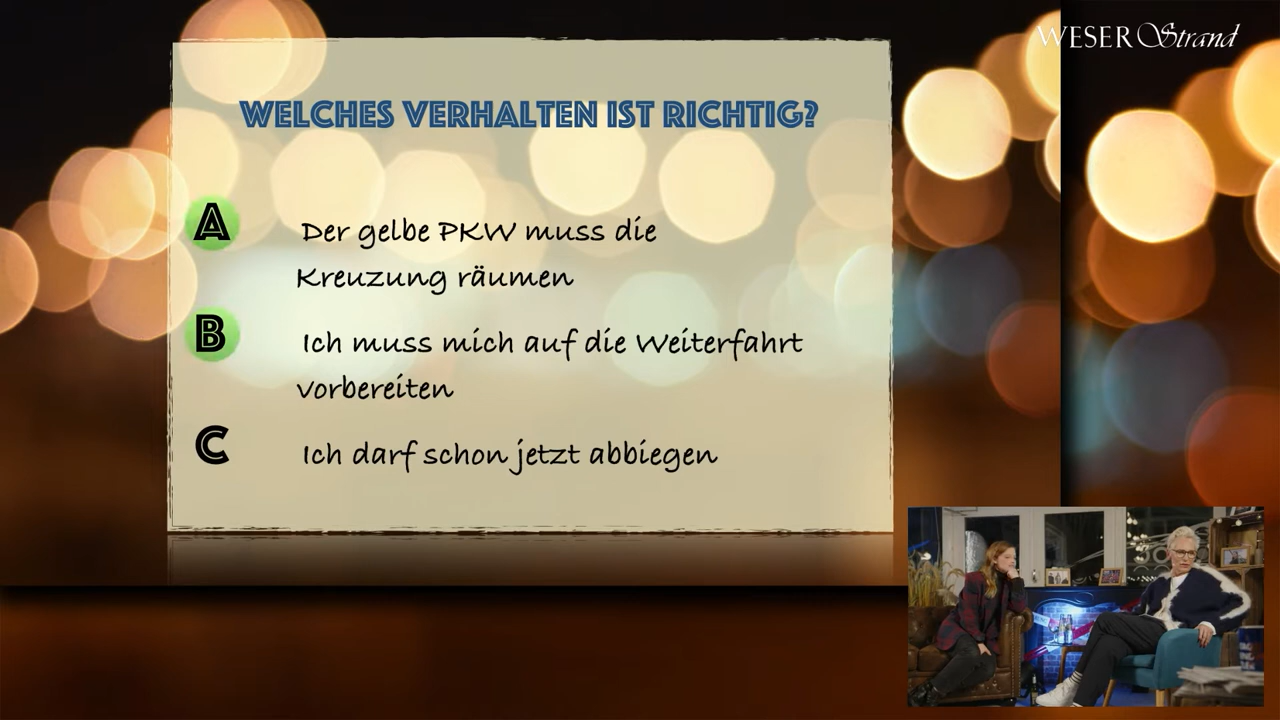 WESER Strand
WELCHES VERHALTEN IST RICHTIG?
A Der gelbe PKW muss die
Kreuzung räumen
B Ich muss mich auf die Weiterfahrt
vorbereiten
C Ich darf schon jetzt abbiegen